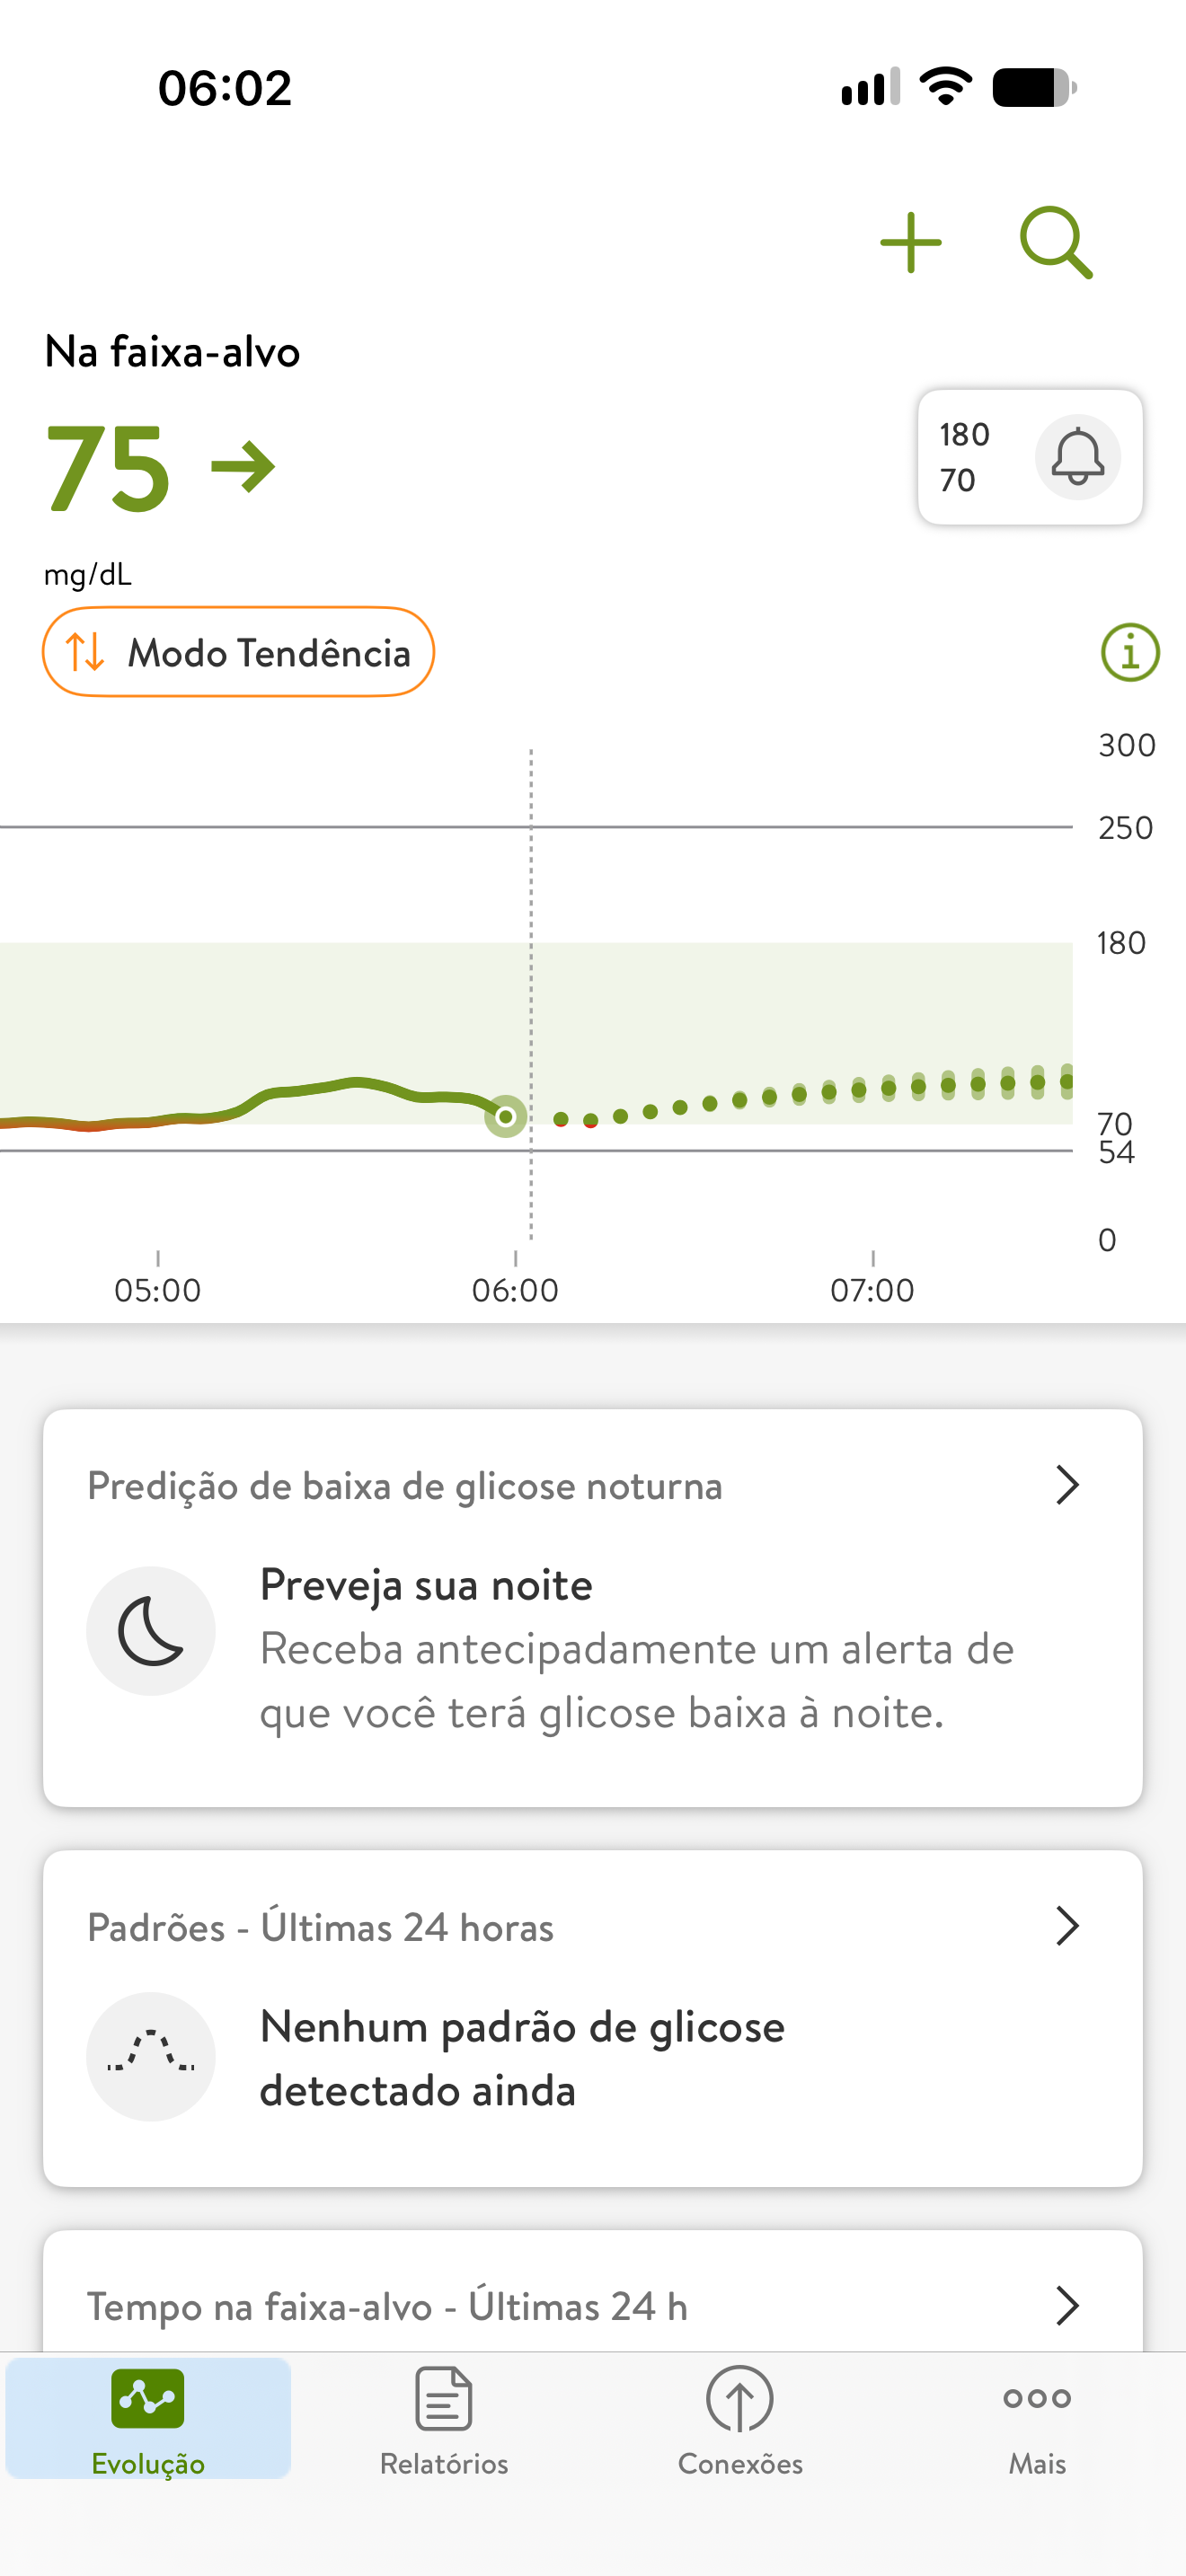 06:02
Na faixa-alvo
75
180
70
mg/dL
Modo Tendência
300
250
180
70
54
0
05:00 06:00 07:00
Predição de baixa de glicose noturna
Preveja sua noite
Receba antecipadamente um alerta de
que você terá glicose baixa à noite.
Padrões - Últimas 24 horas
Nenhum padrão de glicose
detectado ainda
Tempo na faixa-alvo - Últimas 24 h
Evolução Relatórios Conexões Mais